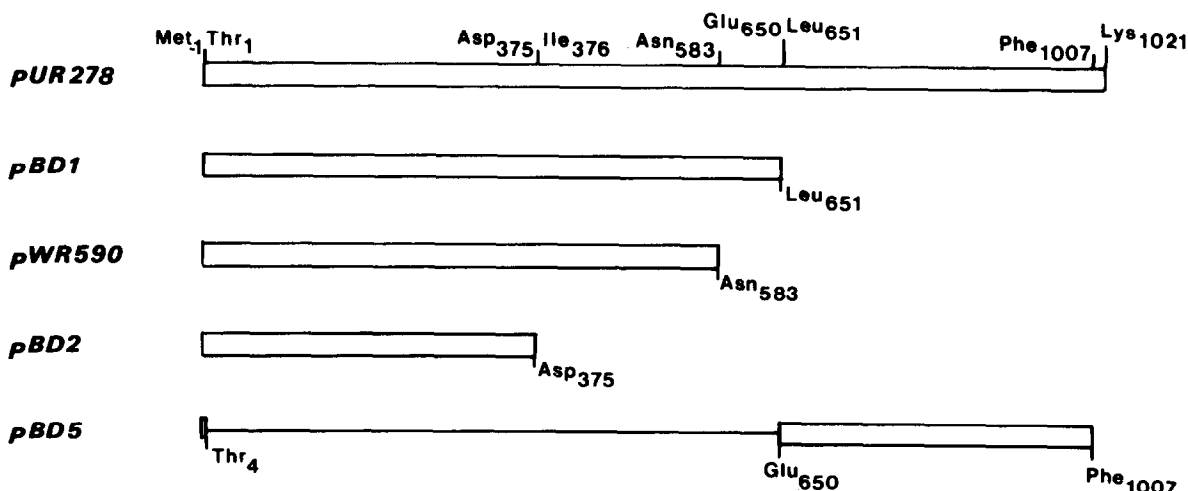 Met-1 Thr1 Asp375 Ile376 Asn583 Glu650 Leu651 Phe1007 Lys1021
pUR278
pBD1
Leu651
pWR590
Asn583
pBD2
Asp375
pBD5
Thr4 Glu650 Phe1007